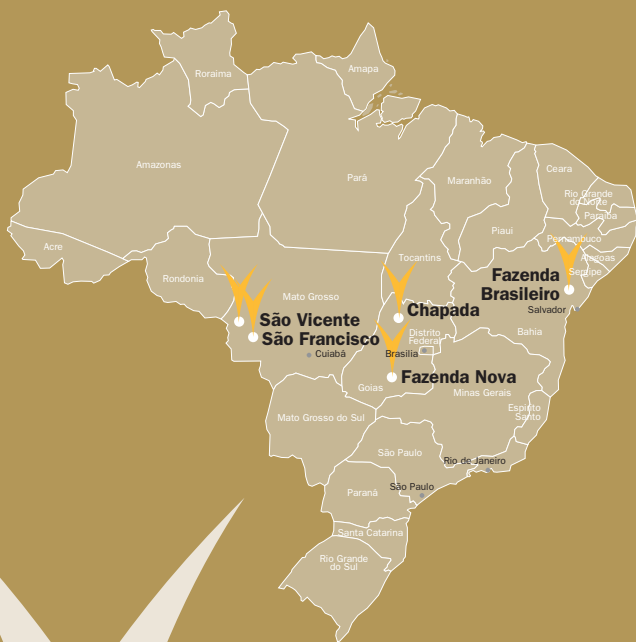 Roraima
Amapa
Amazonas
Parà
Maranhão
Ceara
Rio Grande
do Norte
Paraiba
Piaui
Pernambuco
Acre
Rondonia
Tocantins
Alagoas
Sergipe
Fazenda
Brasileiro
Mato Grosso
Chapada
São Vicente
São Francisco
Salvador
Bahia
Distrito
Federal
Cuiabá
Brasília
Fazenda Nova
Goias
Minas Gerais
Espirito
Santo
Mato Grosso do Sul
São Paulo
Rio de Janeiro
São Paulo
Paraná
Santa Catarina
Rio Grande
do Sul